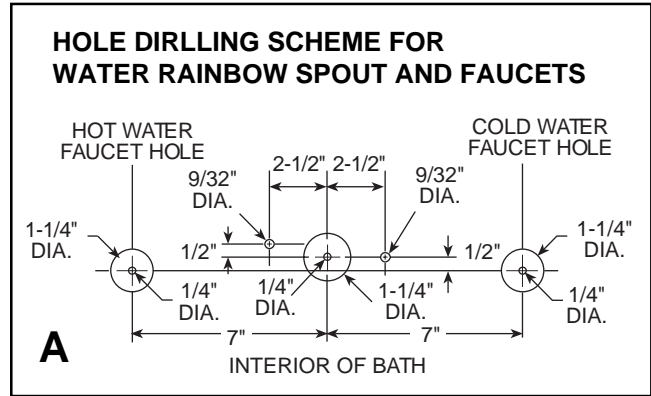 HOLE DIRLLING SCHEME FOR
WATER RAINBOW SPOUT AND FAUCETS
HOT WATER
FAUCET HOLE
COLD WATER
FAUCET HOLE
2-1/2" 2-1/2"
9/32"
DIA.
9/32"
DIA.
1-1/4"
DIA.
1-1/4"
DIA.
1/2"
1/2"
1/4"
DIA.
1/4"
DIA.
1-1/4"
DIA.
1/4"
DIA.
7"
7"
A
INTERIOR OF BATH